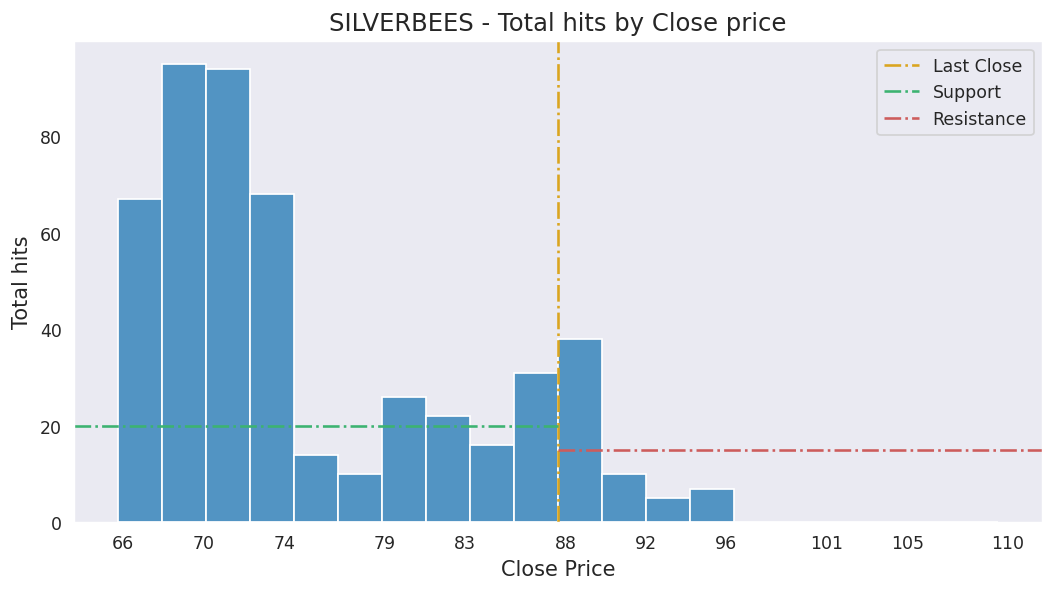 SILVERBEES - Total hits by Close price
Last Close
Support
Resistance
Total hits
80
60
40
20
0
66 70 74 79 83 88 92 96 101 105 110
Close Price